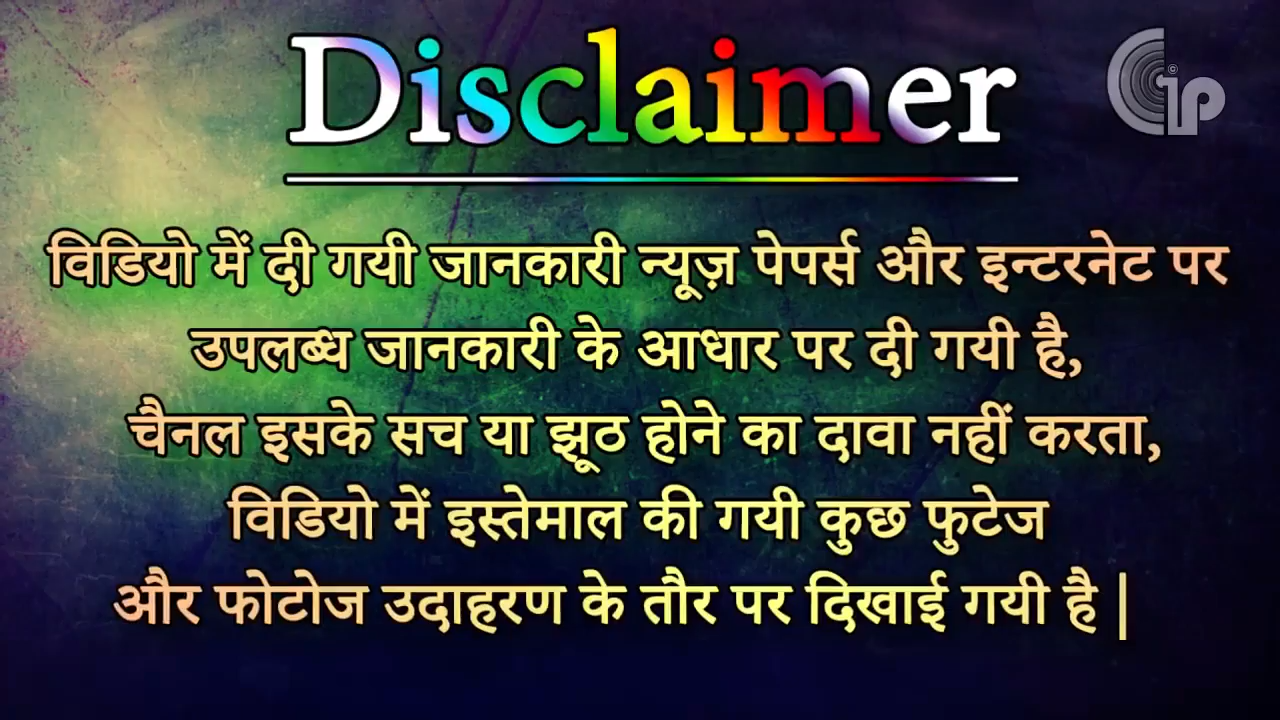 Disclaimer
Cip
विडियो में दी गयी जानकारी न्यूज़ पेपर्स और इन्टरनेट पर
उपलब्ध जानकारी के आधार पर दी गयी है,
चैनल इसके सच या झूठ होने का दावा नहीं करता,
विडियो में इस्तेमाल की गयी कुछ फुटेज
और फोटोज उदाहरण के तौर पर दिखाई गयी है |